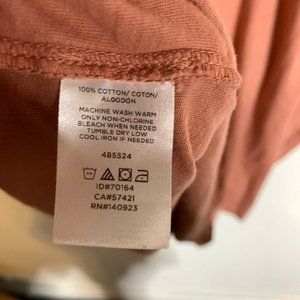 100% COTTON/ COTON/
ALGODÓN
MACHINE WASH WARM
ONLY NON-CHLORINE
BLEACH WHEN NEEDED
TUMBLE DRY LOW
COOL IRON IF NEEDED
485524
ID#70164
CA#57421
RN#140923